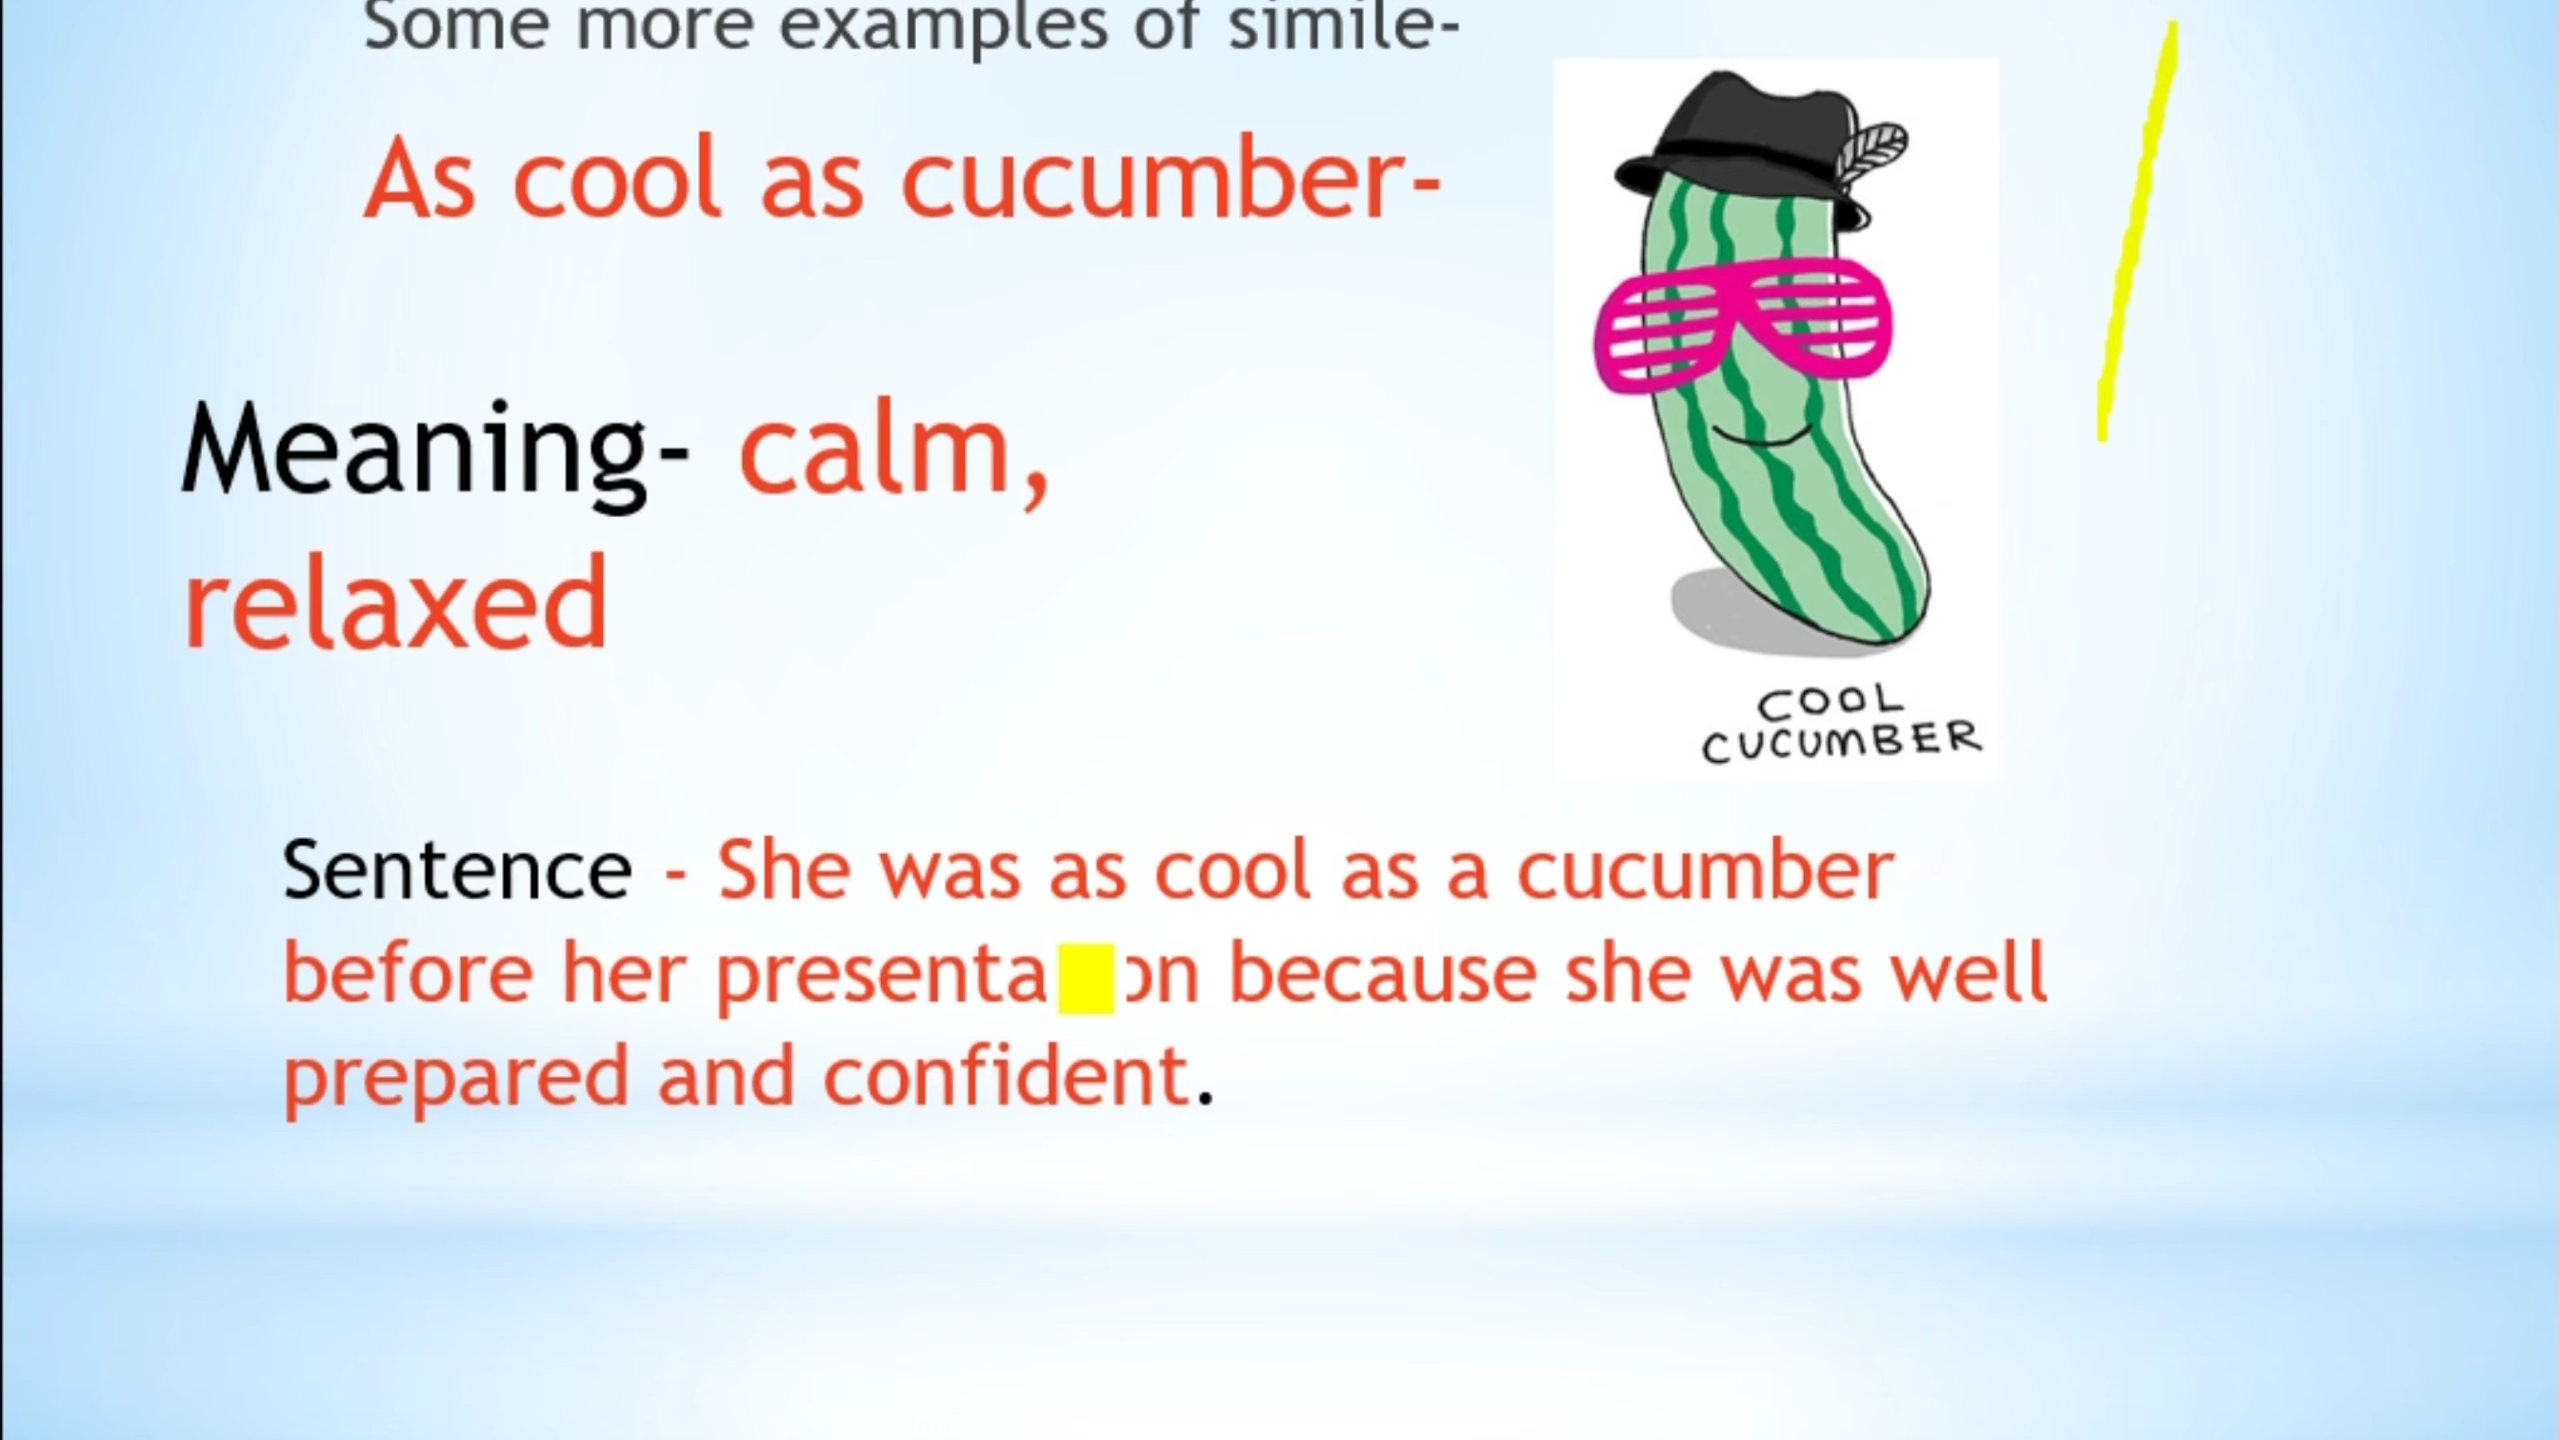 Some more examples of simile-
As cool as cucumber-
Meaning- calm,
relaxed
COOL
CUCUMBER
Sentence - She was as cool as a cucumber
before her because she was well
prepared and confident.